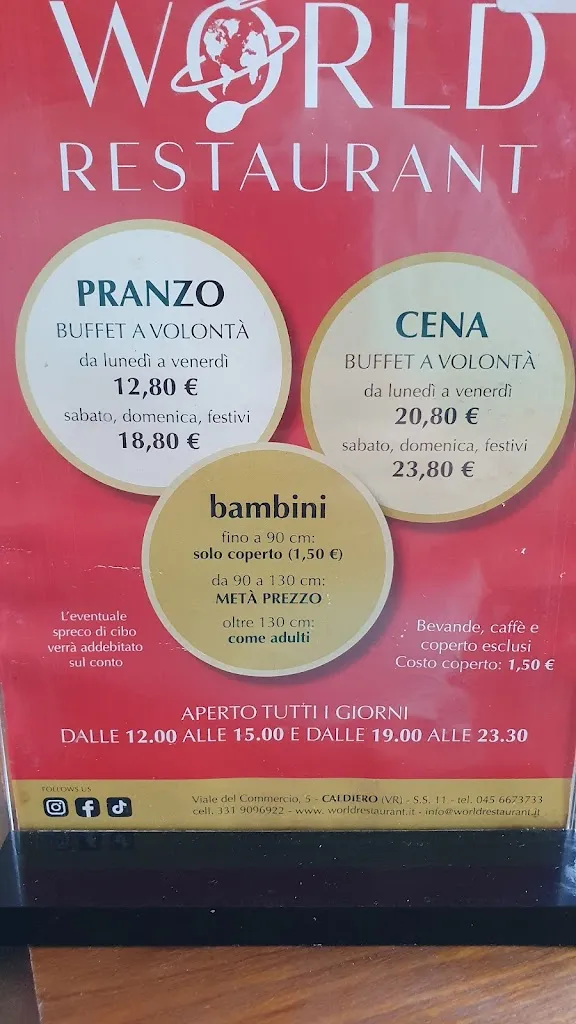 WORLD
RESTAURANT
PRANZO
BUFFET A VOLONTÀ
da lunedì a venerdì
12,80 €
sabato, domenica, festivi
18,80 €
CENA
BUFFET A VOLONTÀ
da lunedì a venerdì
20,80 €
sabato, domenica, festivi
23,80 €
bambini
fino a 90 cm:
solo coperto (1,50 €)
da 90 a 130 cm:
METÀ PREZZO
oltre 130 cm:
come adulti
L'eventuale
spreco di cibo
verrà addebitato
sul conto
Bevande, caffè e
coperto esclusi
Costo coperto: 1,50 €
APERTO TUTTI I GIORNI
DALLE 12.00 ALLE 15.00 E DALLE 19.00 ALLE 23.30
FOLLOWS US
Viale del Commercio, 5 - CALDIERO (VR) - S.S. 11 - tel. 045 6673733
cell. 331 9096922 - www. worldrestaurant.it - info@worldrestaurant.it